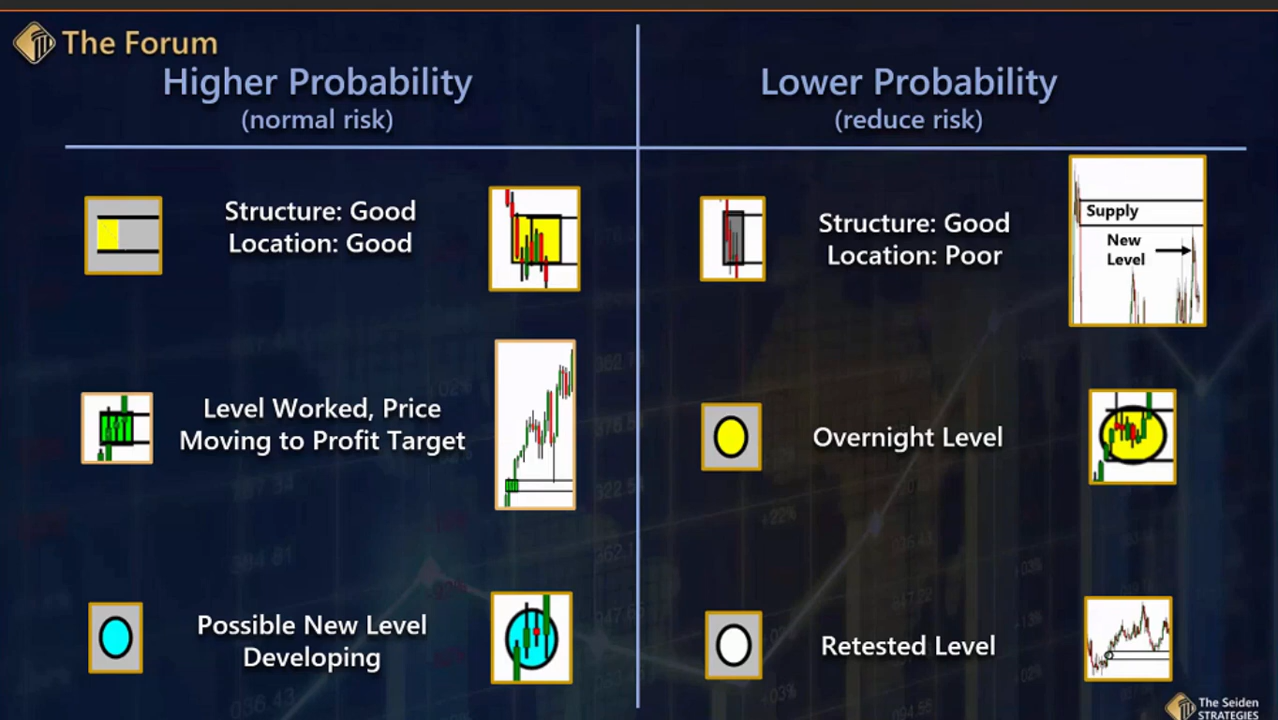 The Forum
Higher Probability
(normal risk)
Lower Probability
(reduce risk)
Structure: Good
Location: Good
Structure: Good
Location: Poor
Supply
New
Level
Level Worked, Price
Moving to Profit Target
Overnight Level
Possible New Level
Developing
Retested Level
The Seiden
STRATEGIES